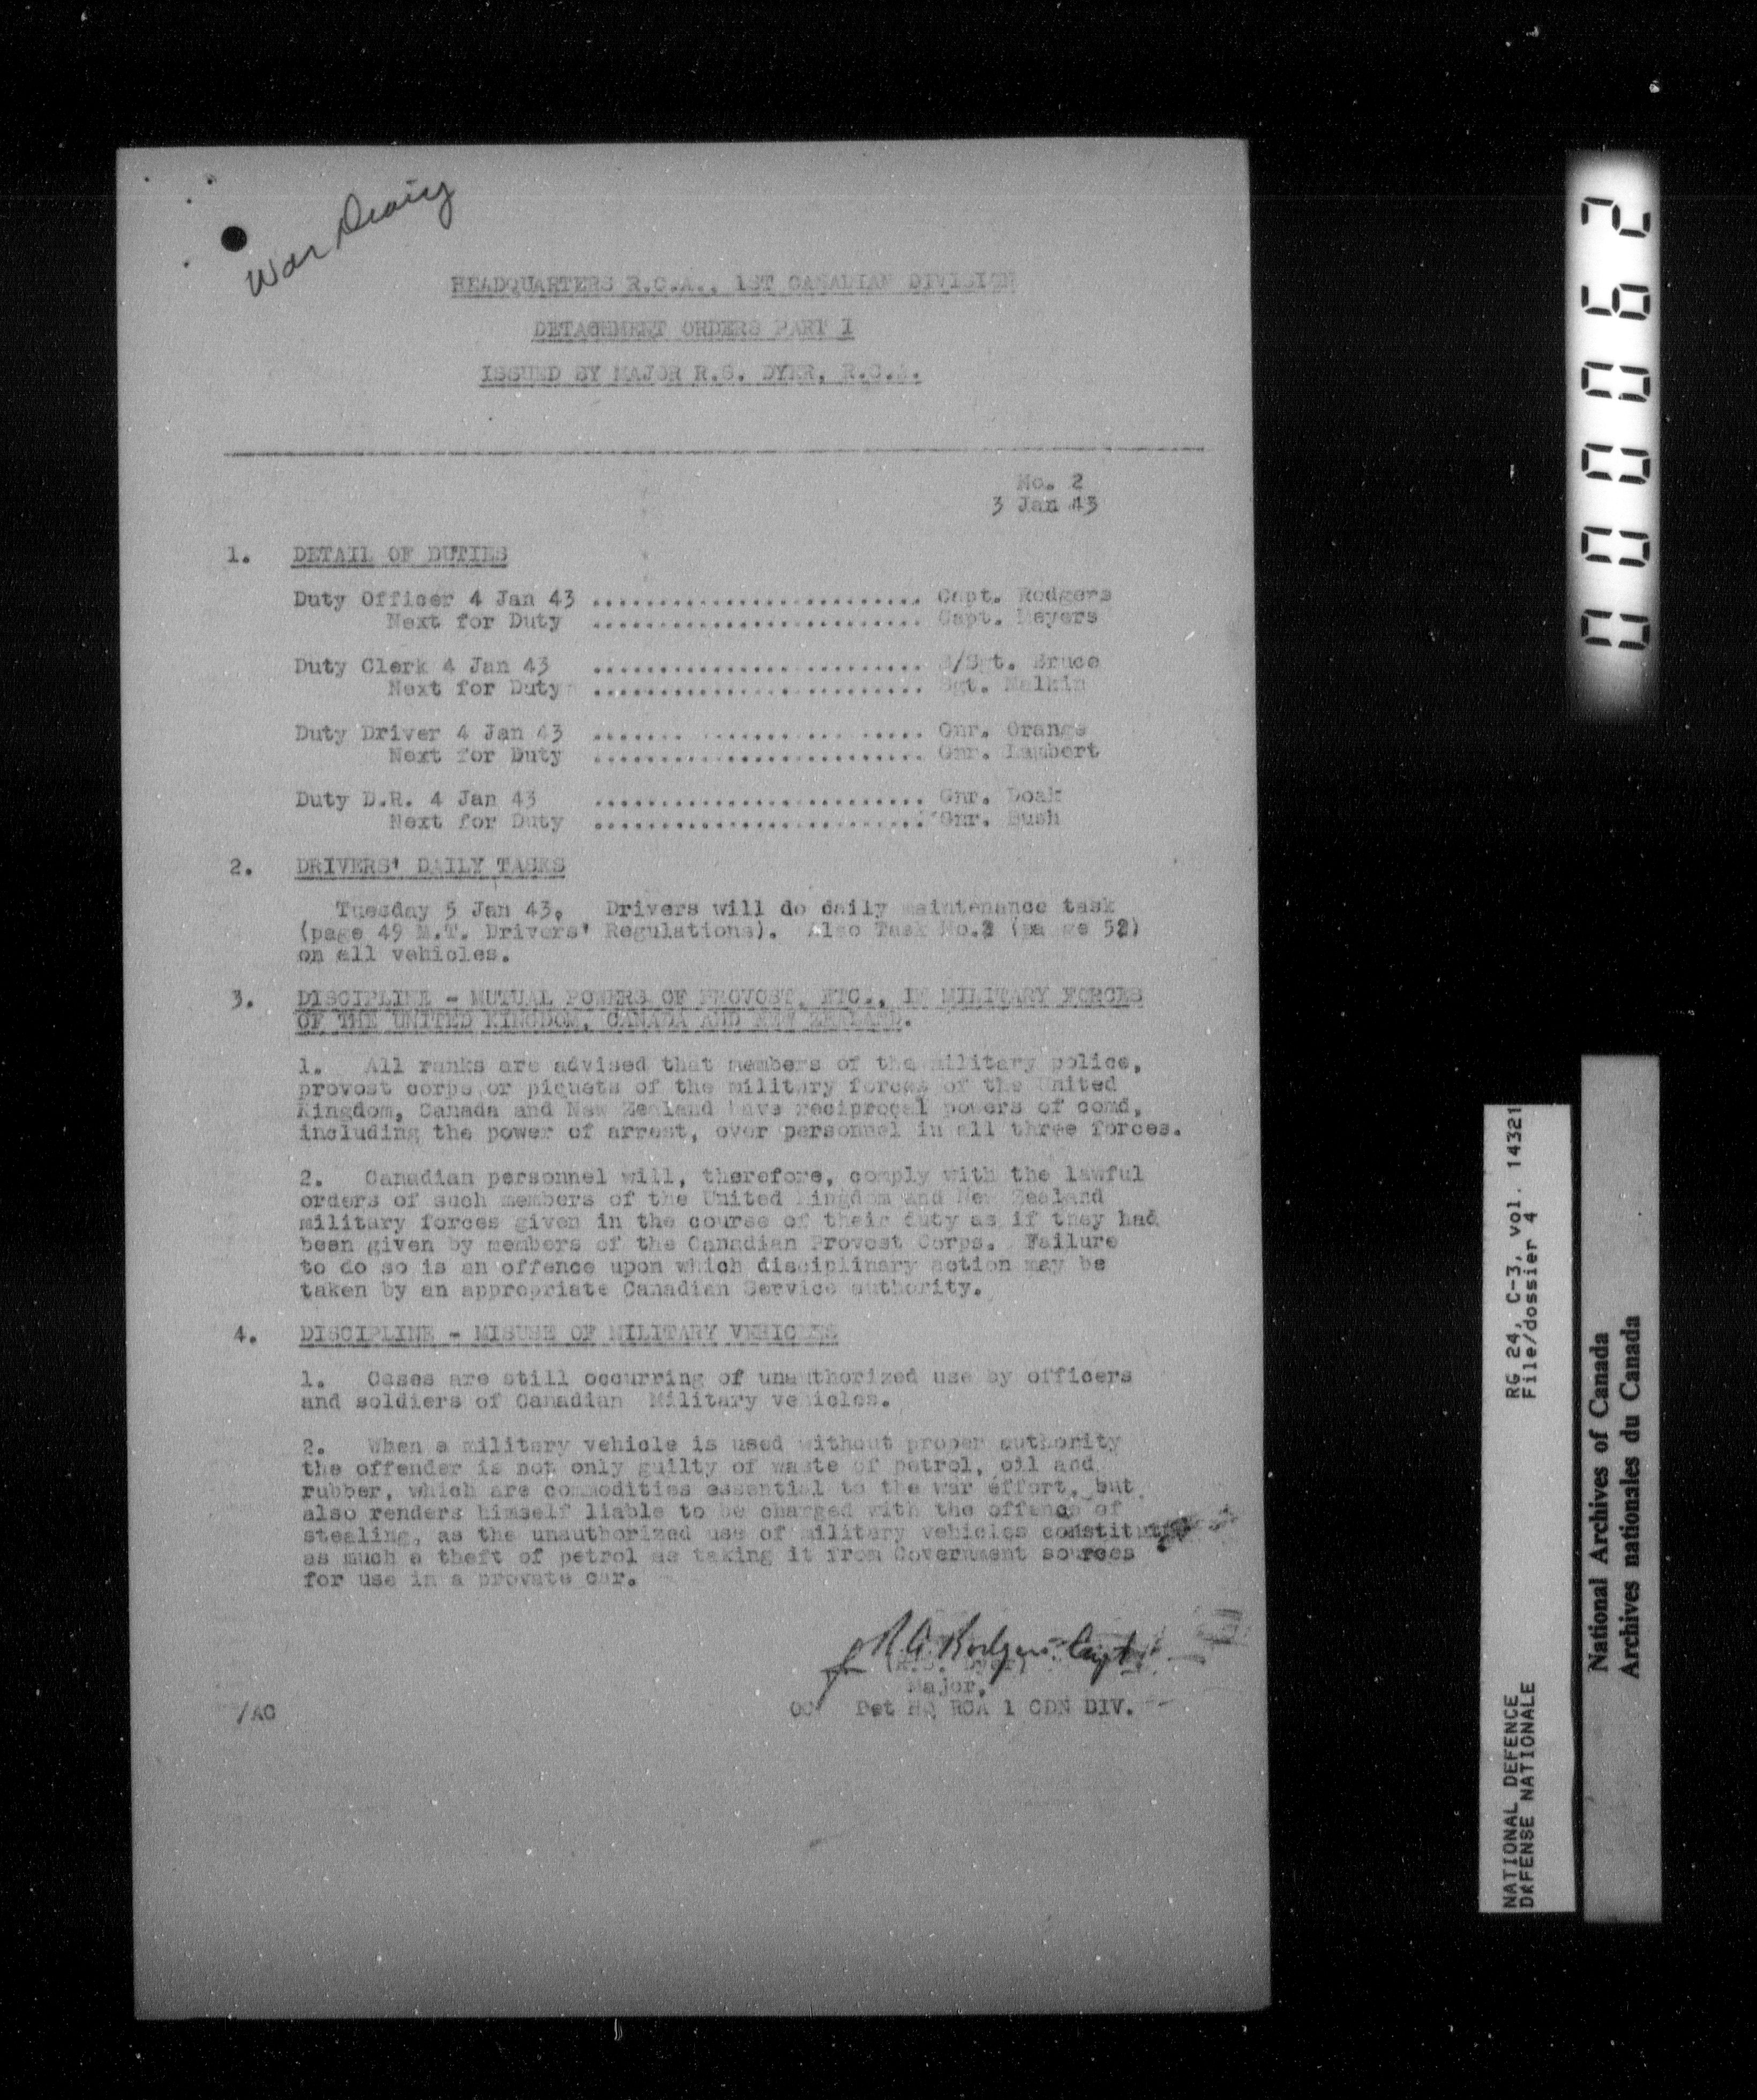 War Diary
HEADQUARTERS R.C.A., 1ST CANADIAN DIVISION
DETACHMENT ORDERS PART I
ISSUED BY MAJOR R.S. DYER, R.C.A.
No. 2
3 Jan 43
1. DETAIL OF DUTIES
Duty Officer 4 Jan 43 ......................... Capt. Rodgers
Next for Duty ......................... Capt. Meyers
Duty Clerk 4 Jan 43 ......................... S/Sgt. Bruce
Next for Duty ......................... Sgt. Malkin
Duty Driver 4 Jan 43 ......................... Gnr. Orange
Next for Duty ......................... Gnr. Lambert
Duty D.R. 4 Jan 43 ......................... Gnr. Doak
Next for Duty ......................... Gnr. Bush
2. DRIVERS' DAILY TASKS
Tuesday 5 Jan 43. Drivers will do daily maintenance task
(page 49 M.T. Drivers' Regulations). Also Task No.2 (pa ge 52)
on all vehicles.
3. DISCIPLINE - MUTUAL POWERS OF PROVOST, ETC., IN MILITARY FORCES
OF THE UNITED KINGDOM, CANADA AND NEW ZEALAND.
1. All ranks are advised that members of the military police,
provost corps or piquets of the military forces of the United
Kingdom, Canada and New Zealand have reciprocal powers of comd,
including the power of arrest, over personnel in all three forces.
2. Canadian personnel will, therefore, comply with the lawful
orders of such members of the United Kingdom and New Zealand
military forces given in the course of their duty as if they had
been given by members of the Canadian Provost Corps. Failure
to do so is an offence upon which disciplinary action may be
taken by an appropriate Canadian Service authority.
4. DISCIPLINE - MISUSE OF MILITARY VEHICLES
1. Cases are still occurring of unauthorized use by officers
and soldiers of Canadian Military vehicles.
2. When a military vehicle is used without proper authority
the offender is not only guilty of waste of petrol, oil and
rubber, which are commodities essential to the war effort, but
also renders himself liable to be charged with the offence of
stealing, as the unauthorized use of military vehicles constitutes
as much a theft of petrol as taking it from Government sources
for use in a provate car.
f R G Rodgers Capt
(R.S. Dyer)
Major,
/AC OC Det HQ RCA 1 CDN DIV.
0000062
RG 24, C-3, vol. 14321
File/dossier 4
NATIONAL DEFENCE
DÉFENSE NATIONALE
National Archives of Canada
Archives nationales du Canada